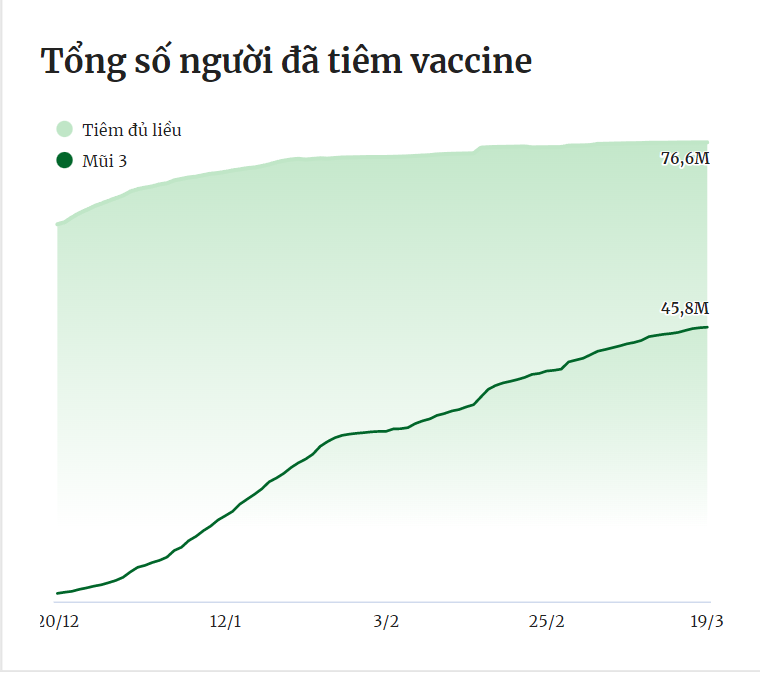 Tổng số người đã tiêm vaccine
Tiêm đủ liều
Mũi 3
76,6M
45,8M
20/12 12/1 3/2 25/2 19/3